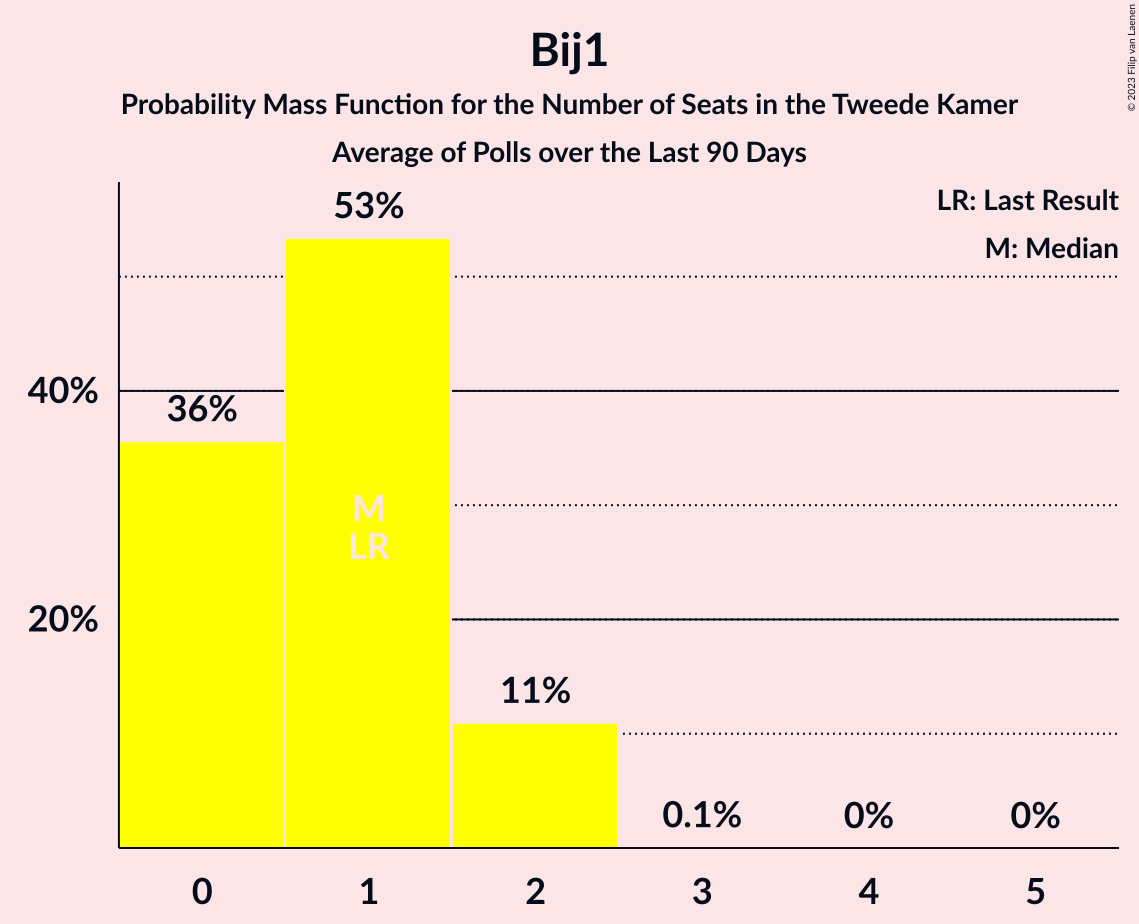 Bij1
Probability Mass Function for the Number of Seats in the Tweede Kamer
Average of Polls over the Last 90 Days
© 2023 Filip van Laenen
LR: Last Result
M: Median
53%
40%
36%
M
LR
20%
11%
0.1%
0%
0%
0 1 2 3 4 5